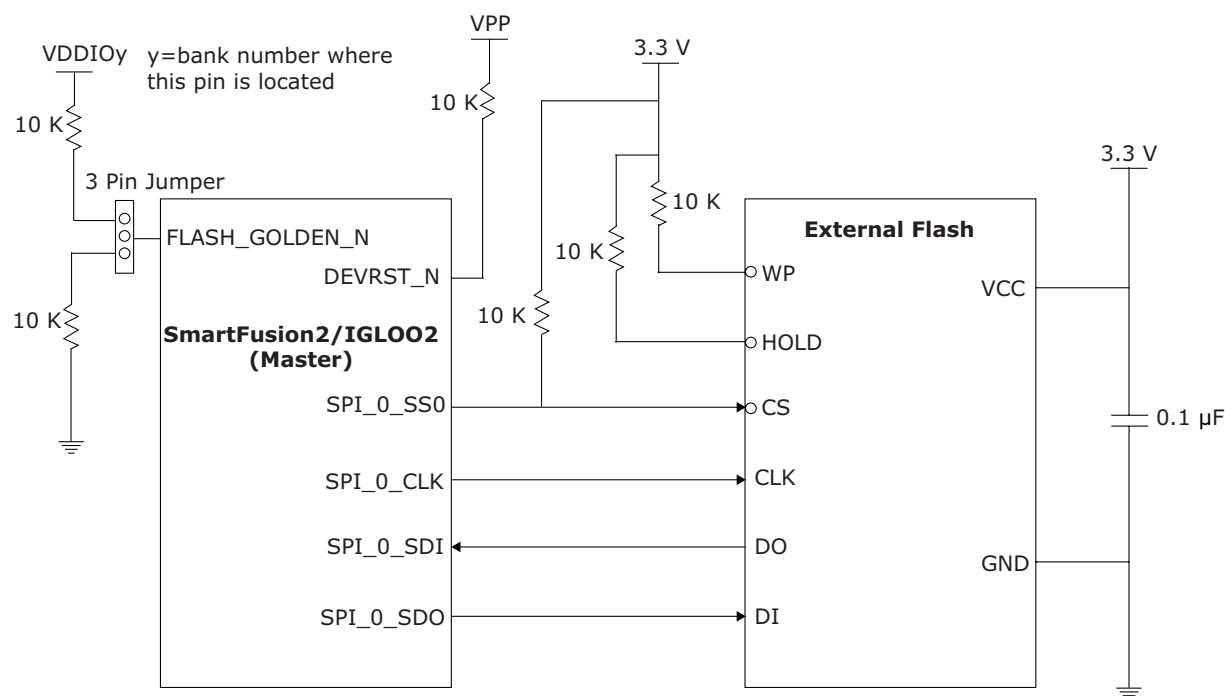 VPP
VDDIOy
y=bank number where
this pin is located
3.3 V
10 K
10 K
10 K
3 Pin Jumper
3.3 V
10 K
External Flash
FLASH_GOLDEN_N
10 K
DEVRST_N
WP
VCC
10 K
10 K
SmartFusion2/IGLOO2
(Master)
HOLD
SPI_0_SS0
CS
0.1 µF
SPI_0_CLK
CLK
SPI_0_SDI
DO
GND
SPI_0_SDO
DI